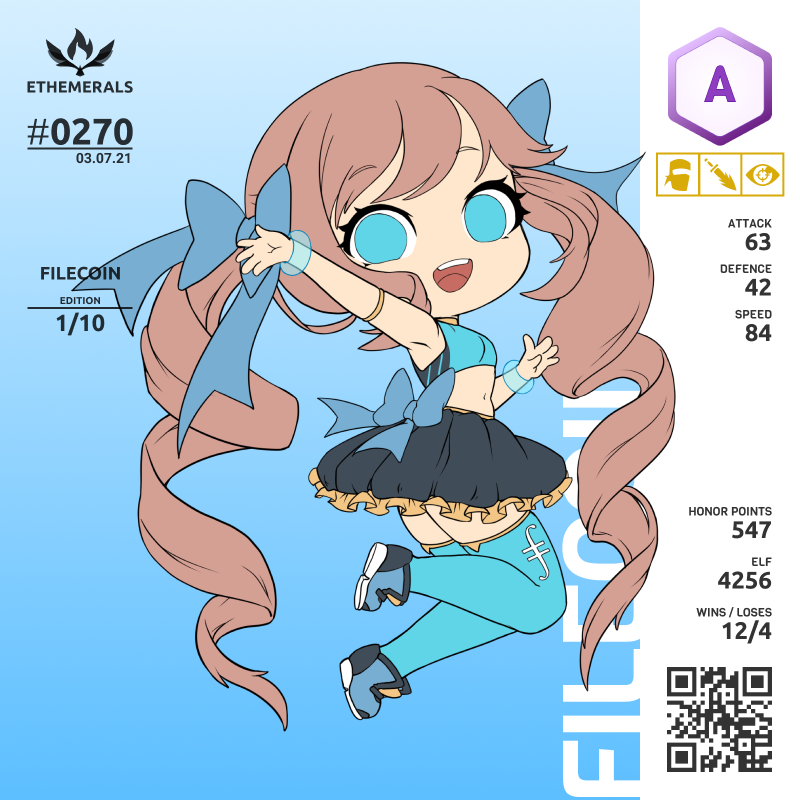 ETHEMERALS
#0270
03.07.21
FILECOIN
EDITION
1/10
A
ATTACK
63
DEFENCE
42
SPEED
84
HONOR POINTS
547
ELF
4256
WINS / LOSES
12/4
FILECOIN